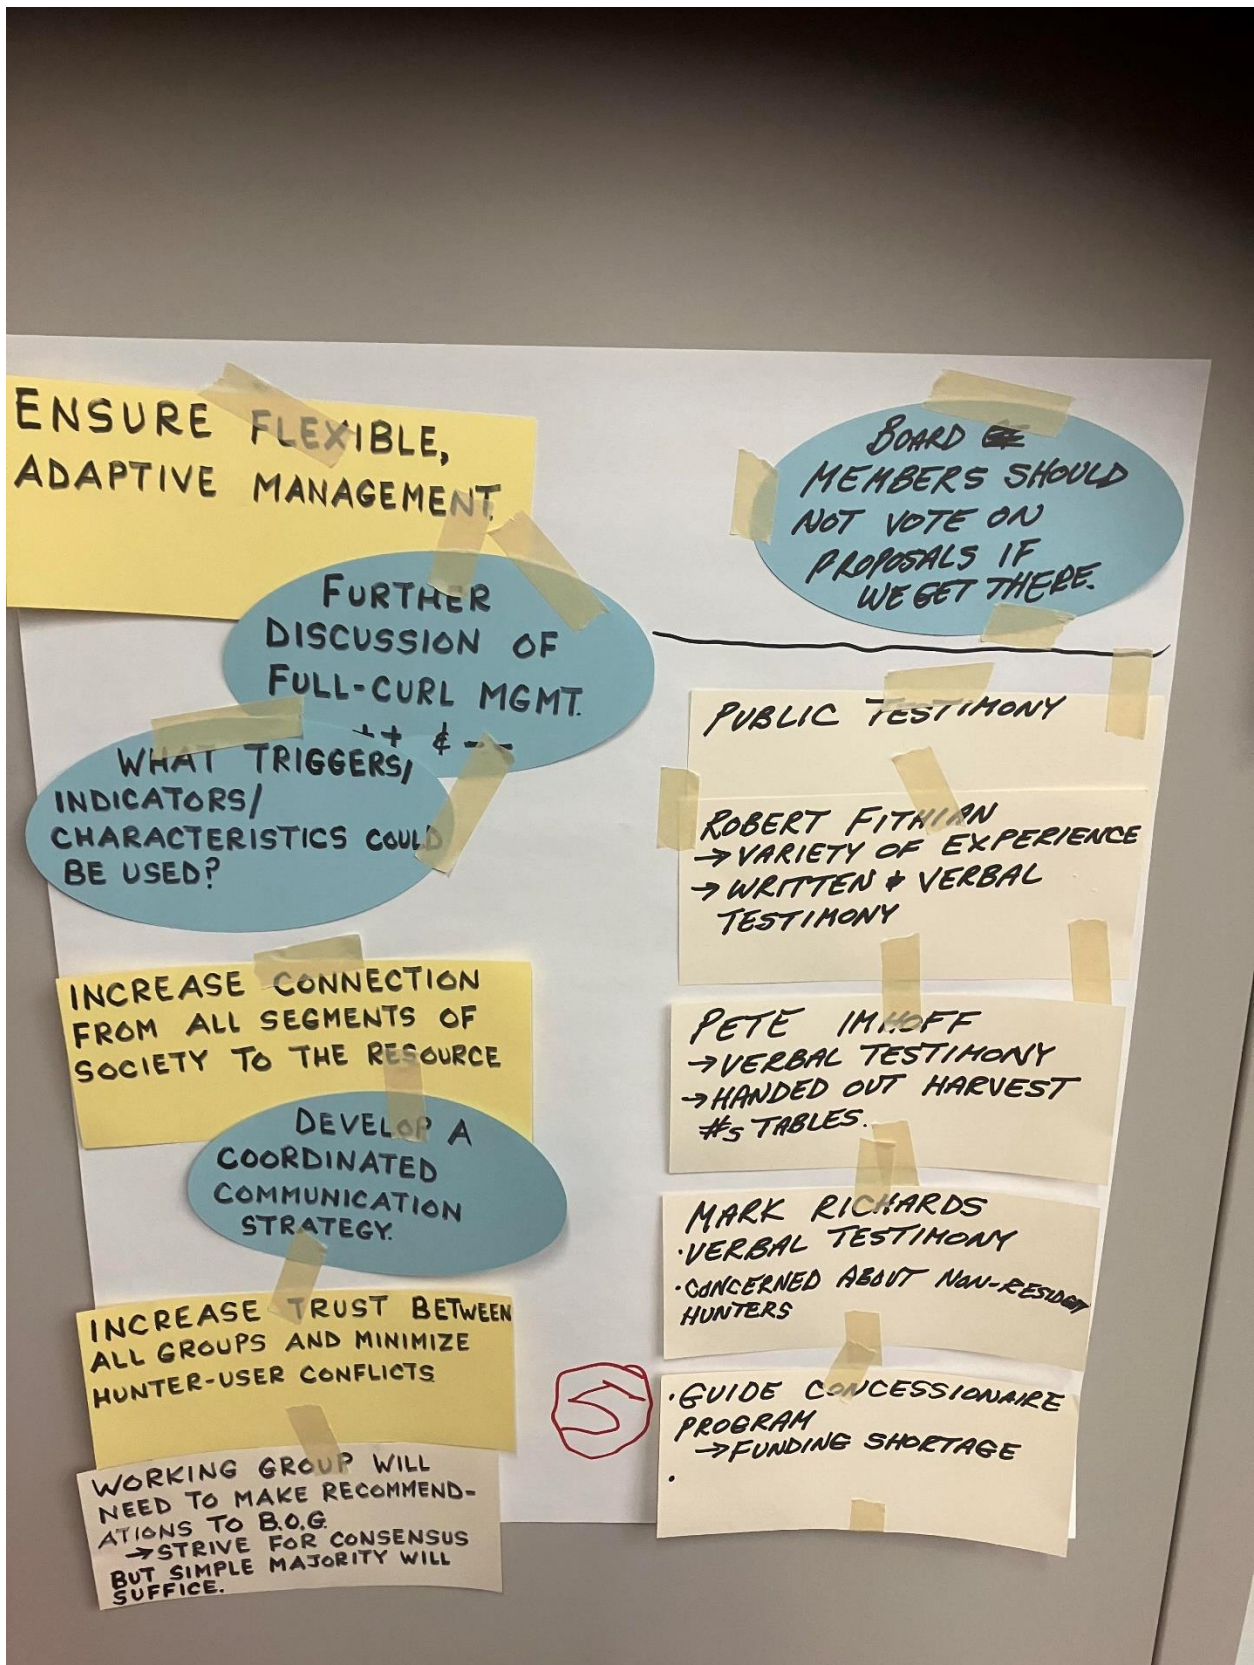 ENSURE FLEXIBLE,
ADAPTIVE MANAGEMENT
FURTHER
DISCUSSION OF
FULL-CURL MGMT.
++ & --
WHAT TRIGGERS/
INDICATORS/
CHARACTERISTICS COULD
BE USED?
INCREASE CONNECTION
FROM ALL SEGMENTS OF
SOCIETY TO THE RESOURCE
DEVELOP A
COORDINATED
COMMUNICATION
STRATEGY.
INCREASE TRUST BETWEEN
ALL GROUPS AND MINIMIZE
HUNTER-USER CONFLICTS
WORKING GROUP WILL
NEED TO MAKE RECOMMEND-
ATIONS TO B.O.G.
→ STRIVE FOR CONSENSUS
BUT SIMPLE MAJORITY WILL
SUFFICE.
BOARD
MEMBERS SHOULD
NOT VOTE ON
PROPOSALS IF
WE GET THERE.
PUBLIC TESTIMONY
ROBERT FITHIAN
→ VARIETY OF EXPERIENCE
→ WRITTEN & VERBAL
TESTIMONY
PETE IMHOFF
→ VERBAL TESTIMONY
→ HANDED OUT HARVEST
#s TABLES.
MARK RICHARDS
· VERBAL TESTIMONY
· CONCERNED ABOUT NON-RESIDENT
HUNTERS
5
· GUIDE CONCESSIONAIRE
PROGRAM
→ FUNDING SHORTAGE
·